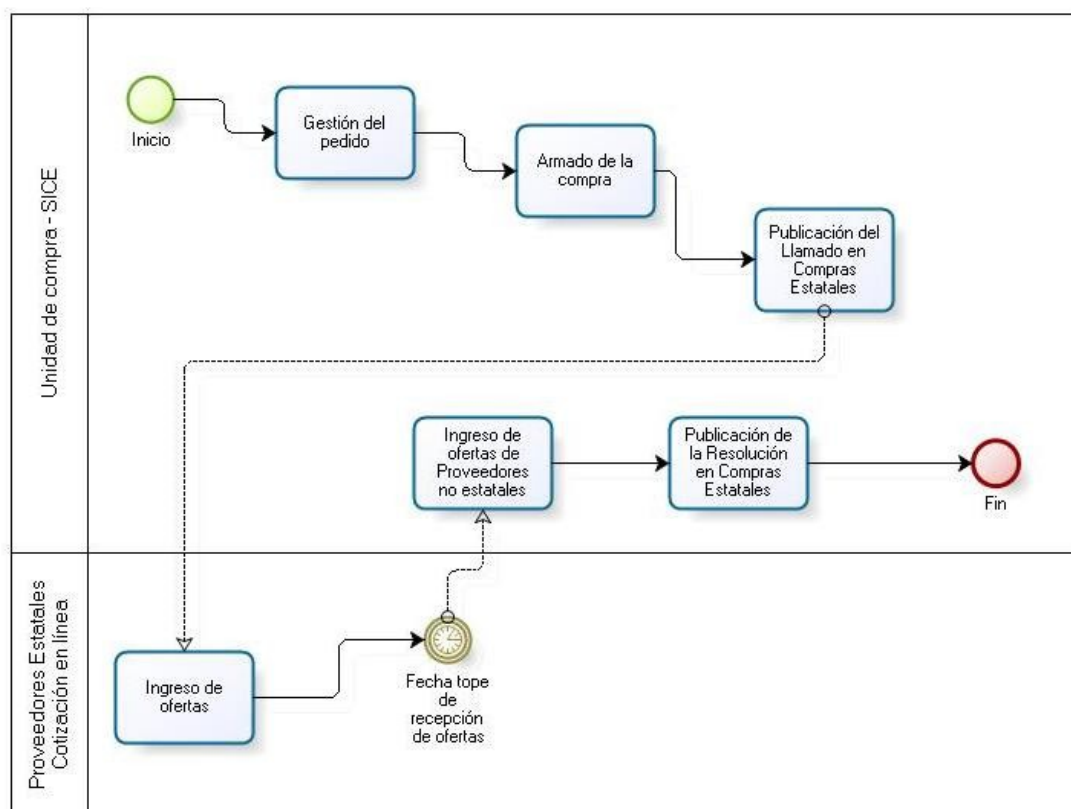 Unidad de compra - SICE
Inicio
Gestión del
pedido
Armado de la
compra
Publicación del
Llamado en
Compras
Estatales
Ingreso de
ofertas de
Proveedores
no estatales
Publicación de
la Resolución
en Compras
Estatales
Fin
Proveedores Estatales
Cotización en línea
Ingreso de
ofertas
Fecha tope
de
recepción
de ofertas